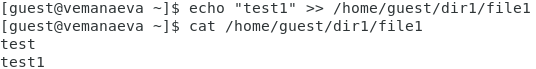 [guest@vemanaeva ~]$ echo "test1" >> /home/guest/dir1/file1
[guest@vemanaeva ~]$ cat /home/guest/dir1/file1
test
test1